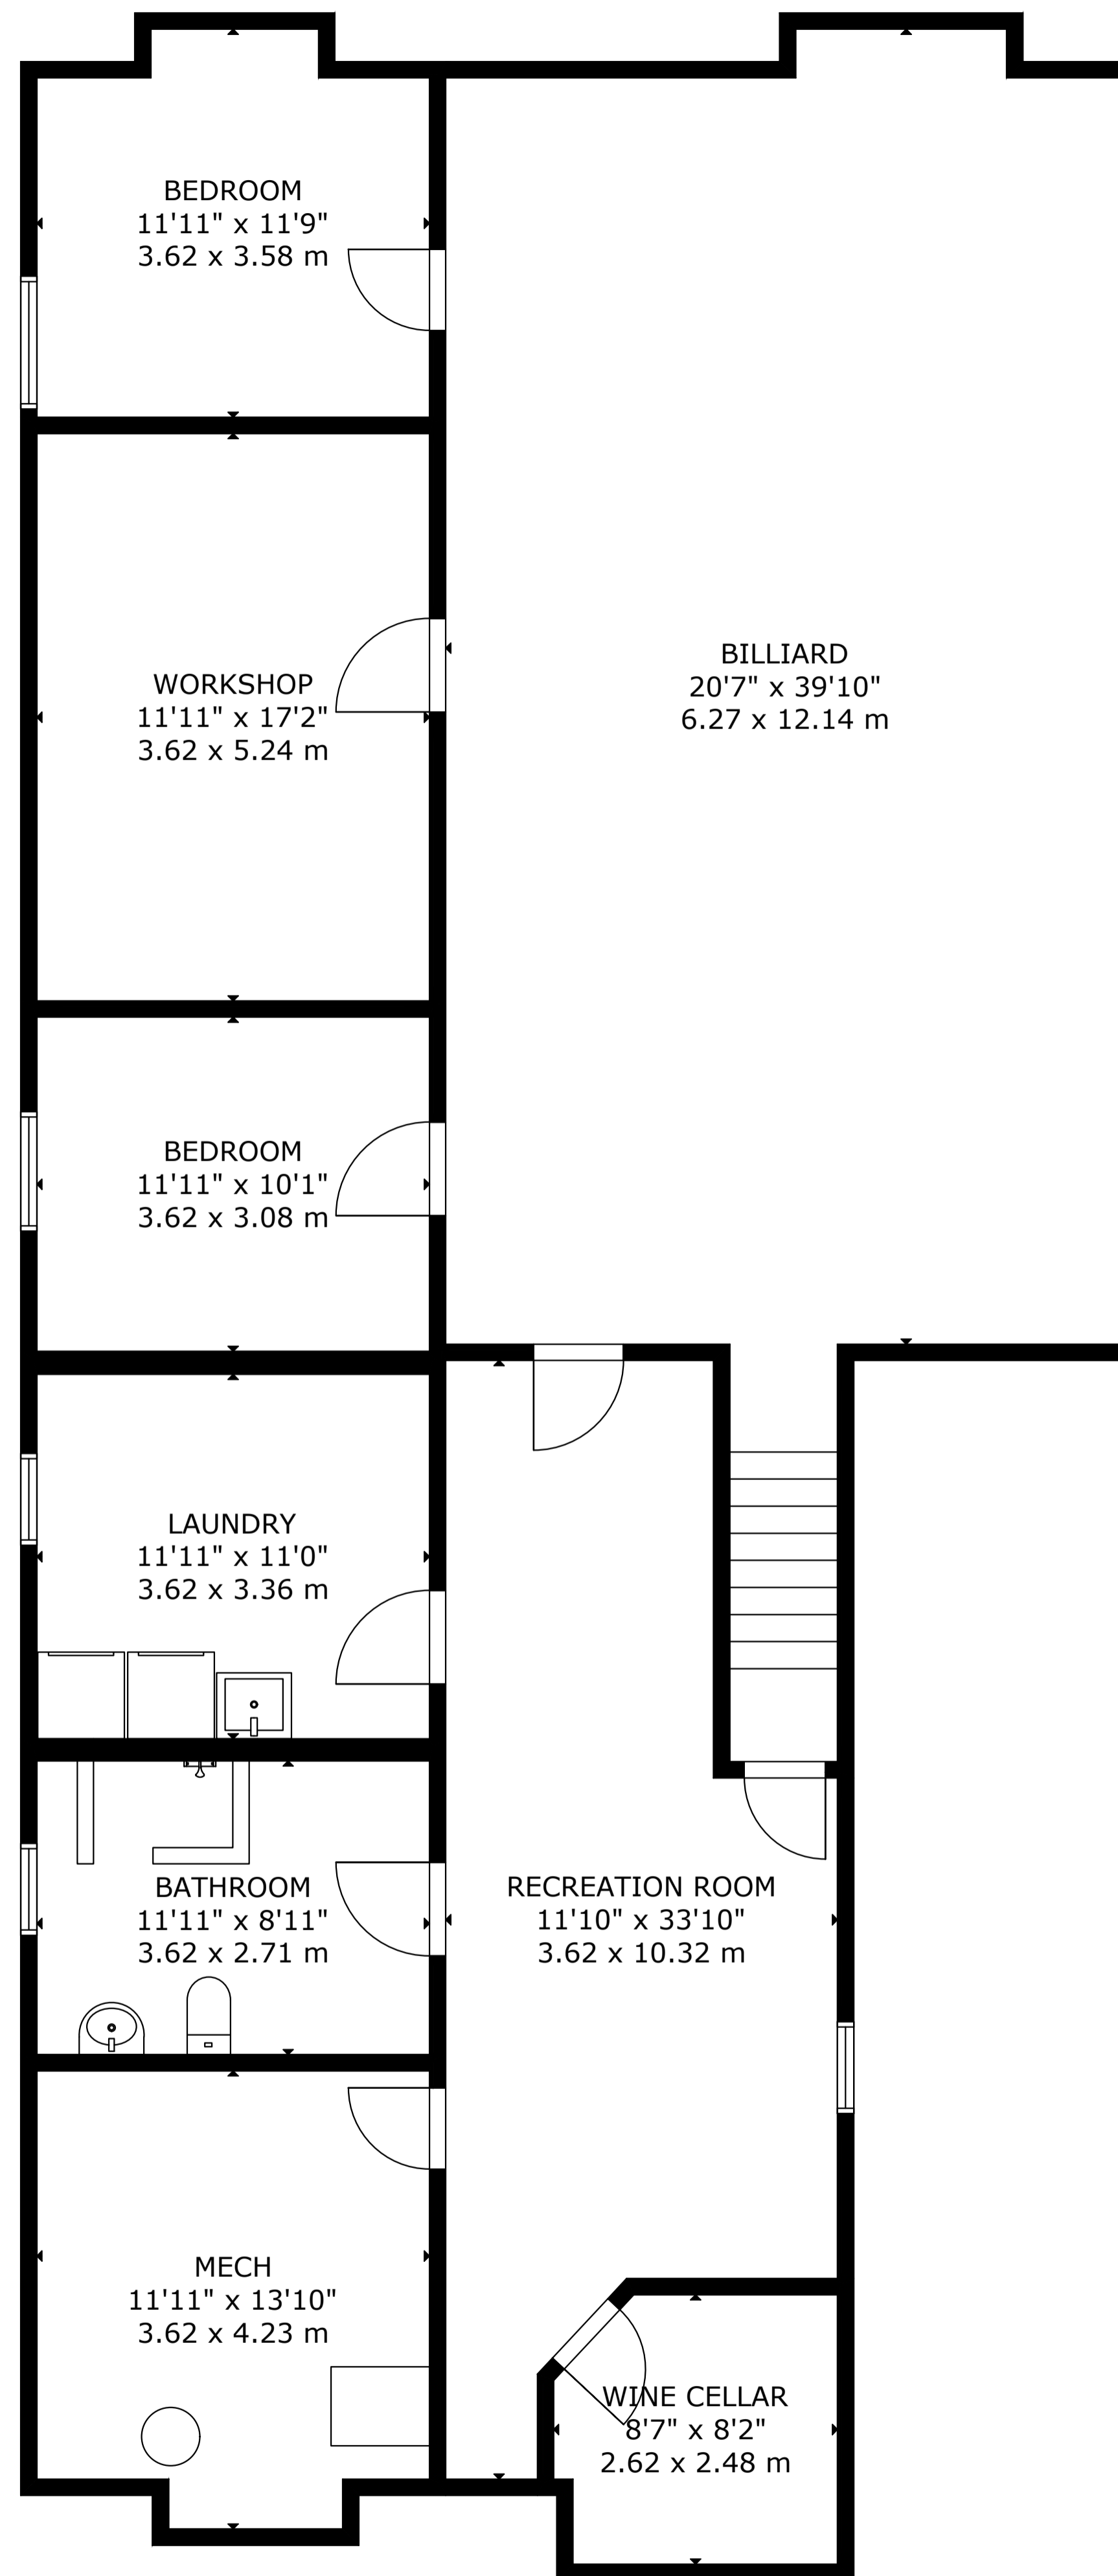 BEDROOM
11'11" x 11'9"
3.62 x 3.58 m
BILLIARD
20'7" x 39'10"
6.27 x 12.14 m
WORKSHOP
11'11" x 17'2"
3.62 x 5.24 m
BEDROOM
11'11" x 10'1"
3.62 x 3.08 m
LAUNDRY
11'11" x 11'0"
3.62 x 3.36 m
BATHROOM
11'11" x 8'11"
3.62 x 2.71 m
RECREATION ROOM
11'10" x 33'10"
3.62 x 10.32 m
MECH
11'11" x 13'10"
3.62 x 4.23 m
WINE CELLAR
8'7" x 8'2"
2.62 x 2.48 m